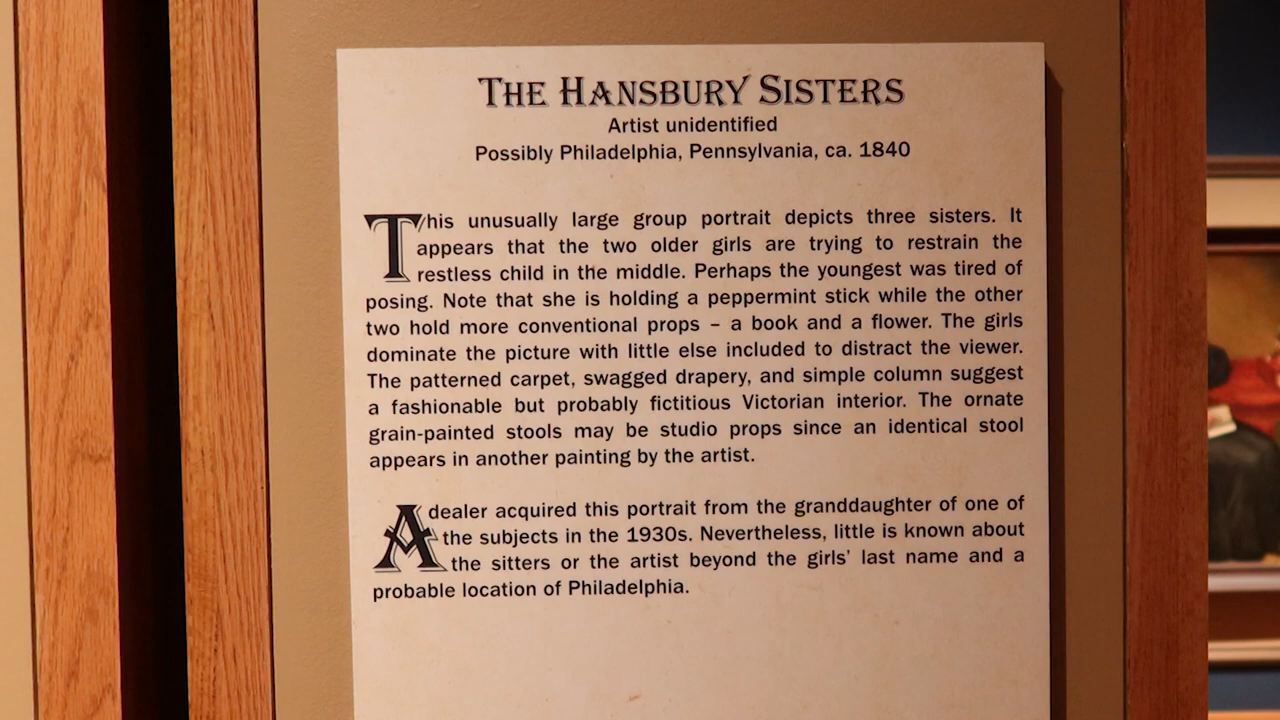 THE HANSBURY SISTERS
Artist unidentified
Possibly Philadelphia, Pennsylvania, ca. 1840
This unusually large group portrait depicts three sisters. It
appears that the two older girls are trying to restrain the
restless child in the middle. Perhaps the youngest was tired of
posing. Note that she is holding a peppermint stick while the other
two hold more conventional props – a book and a flower. The girls
dominate the picture with little else included to distract the viewer.
The patterned carpet, swagged drapery, and simple column suggest
a fashionable but probably fictitious Victorian interior. The ornate
grain-painted stools may be studio props since an identical stool
appears in another painting by the artist.
A dealer acquired this portrait from the granddaughter of one of
the subjects in the 1930s. Nevertheless, little is known about
the sitters or the artist beyond the girls’ last name and a
probable location of Philadelphia.